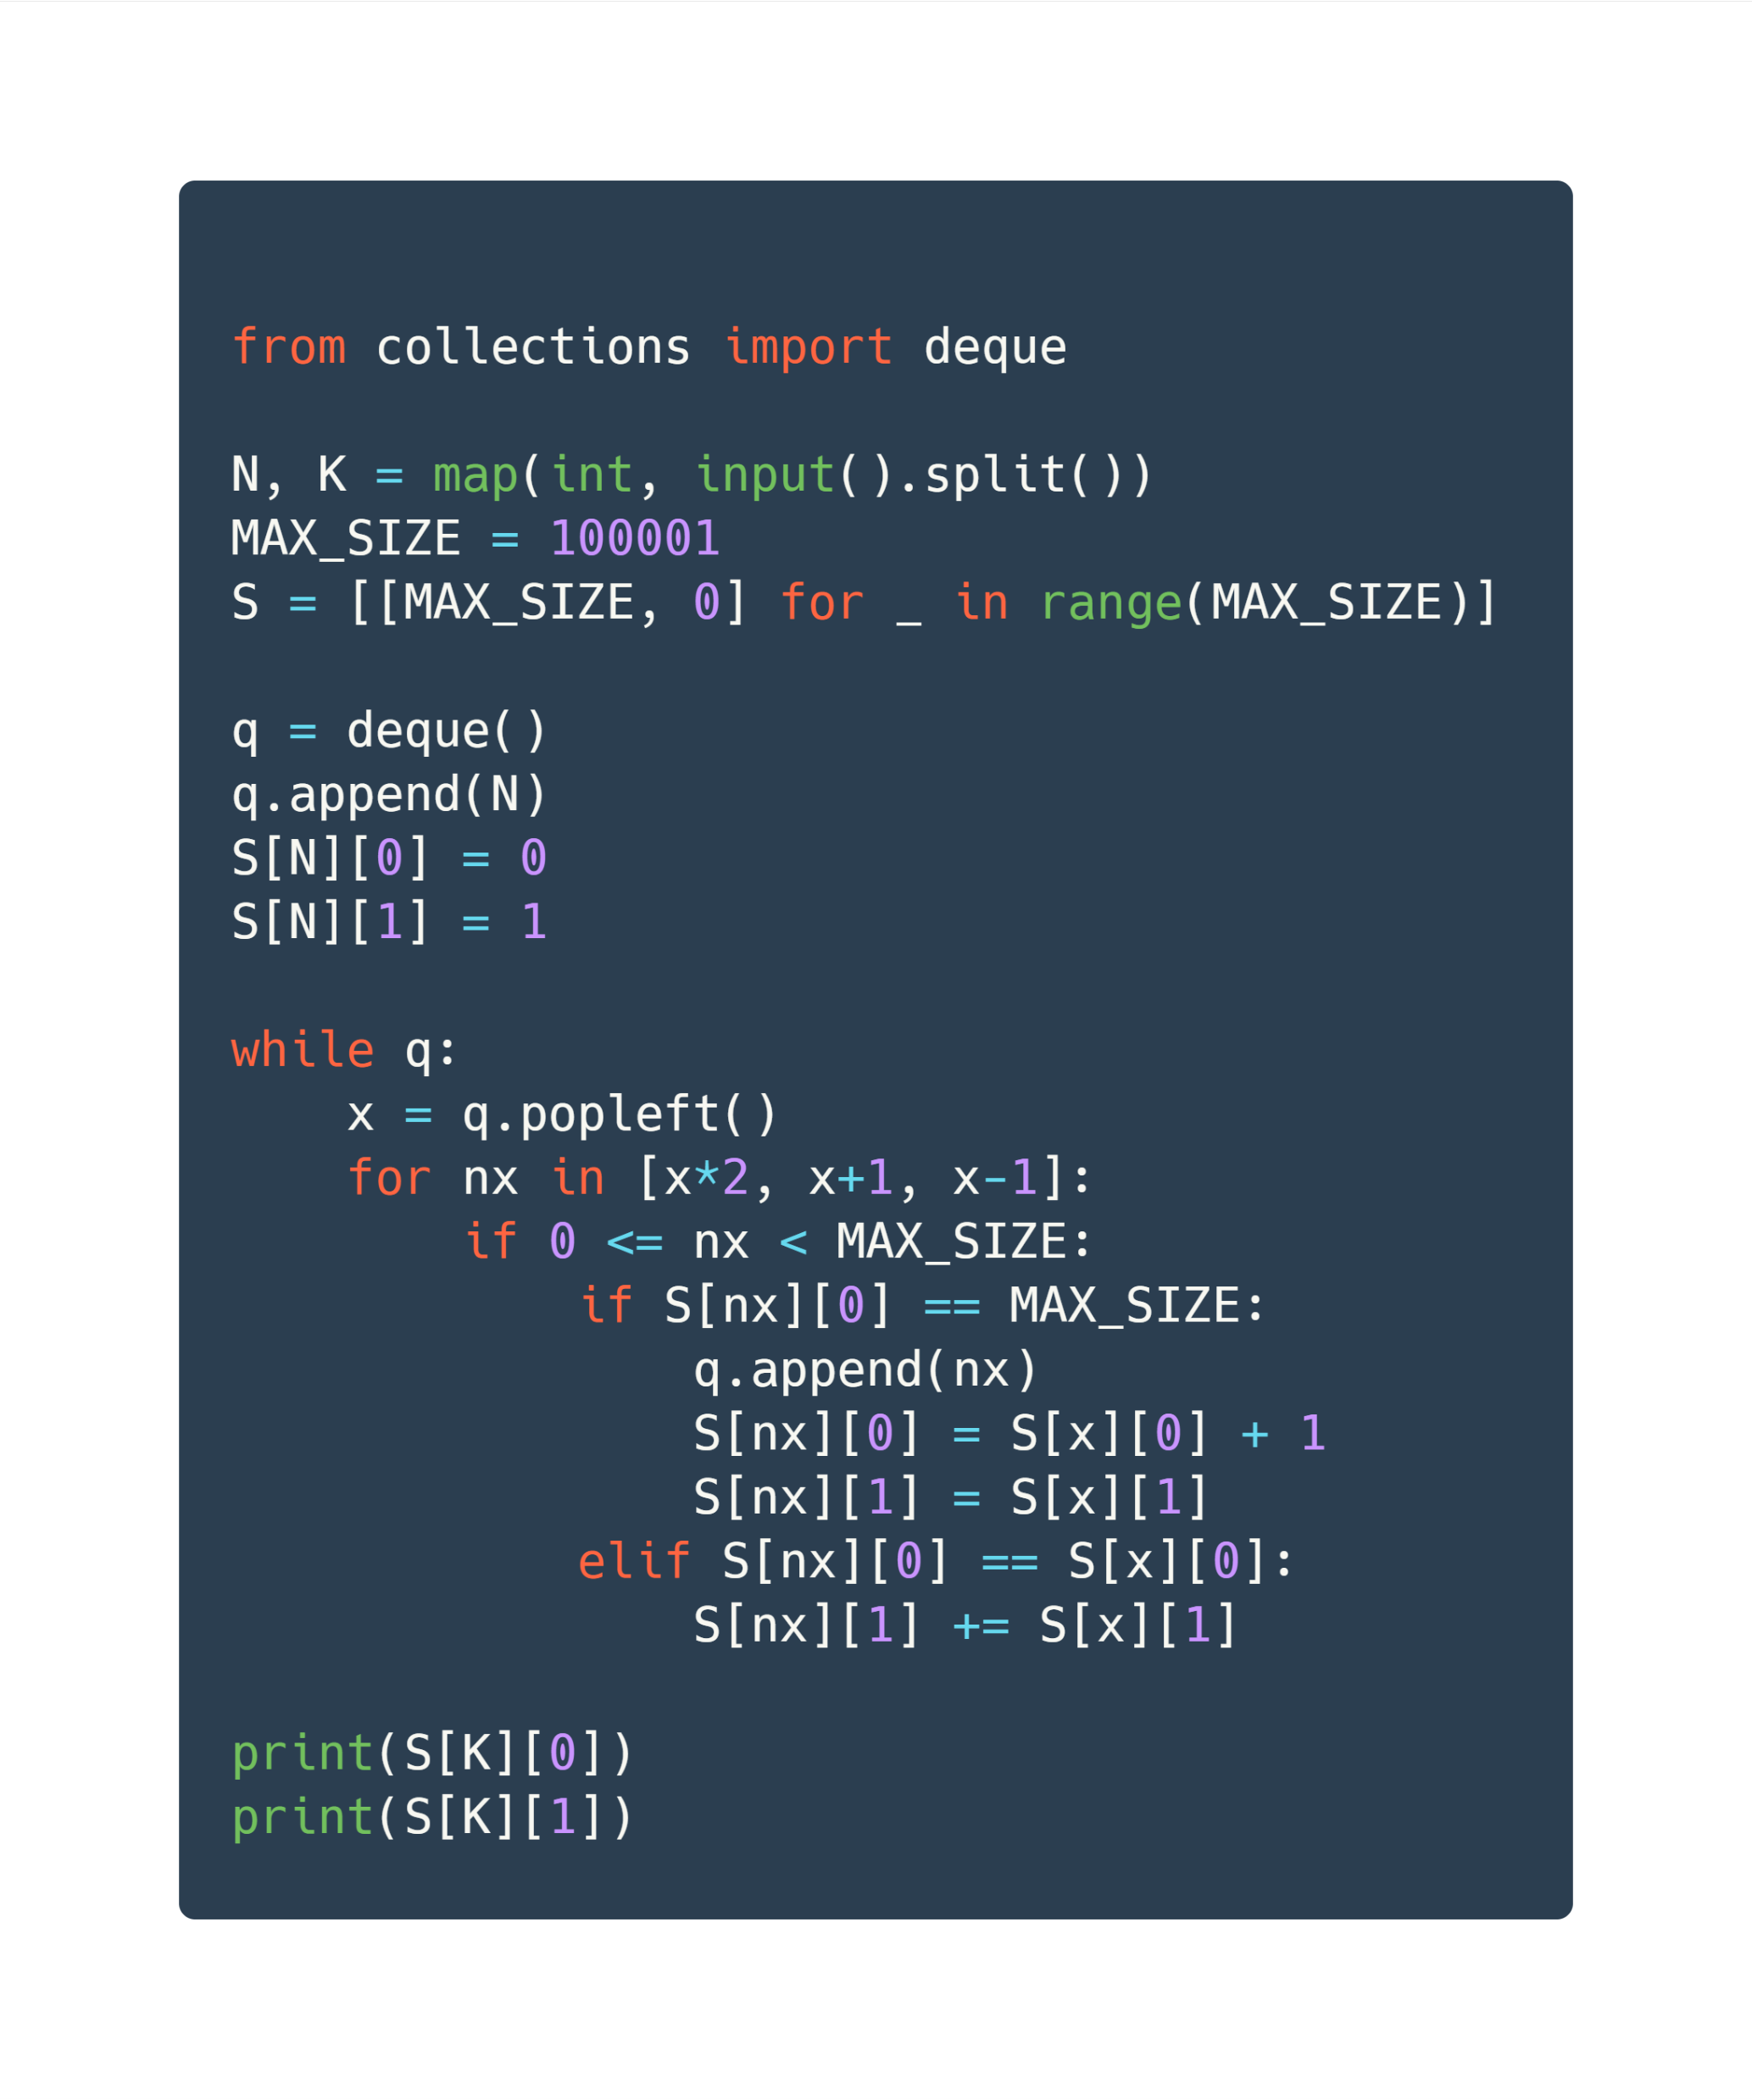 from collections import deque
N, K = map(int, input().split())
MAX_SIZE = 100001
S = [[MAX_SIZE, 0] for _ in range(MAX_SIZE)]
q = deque()
q.append(N)
S[N][0] = 0
S[N][1] = 1
while q:
    x = q.popleft()
    for nx in [x*2, x+1, x-1]:
        if 0 <= nx < MAX_SIZE:
            if S[nx][0] == MAX_SIZE:
                q.append(nx)
                S[nx][0] = S[x][0] + 1
                S[nx][1] = S[x][1]
            elif S[nx][0] == S[x][0]:
                S[nx][1] += S[x][1]
print(S[K][0])
print(S[K][1])